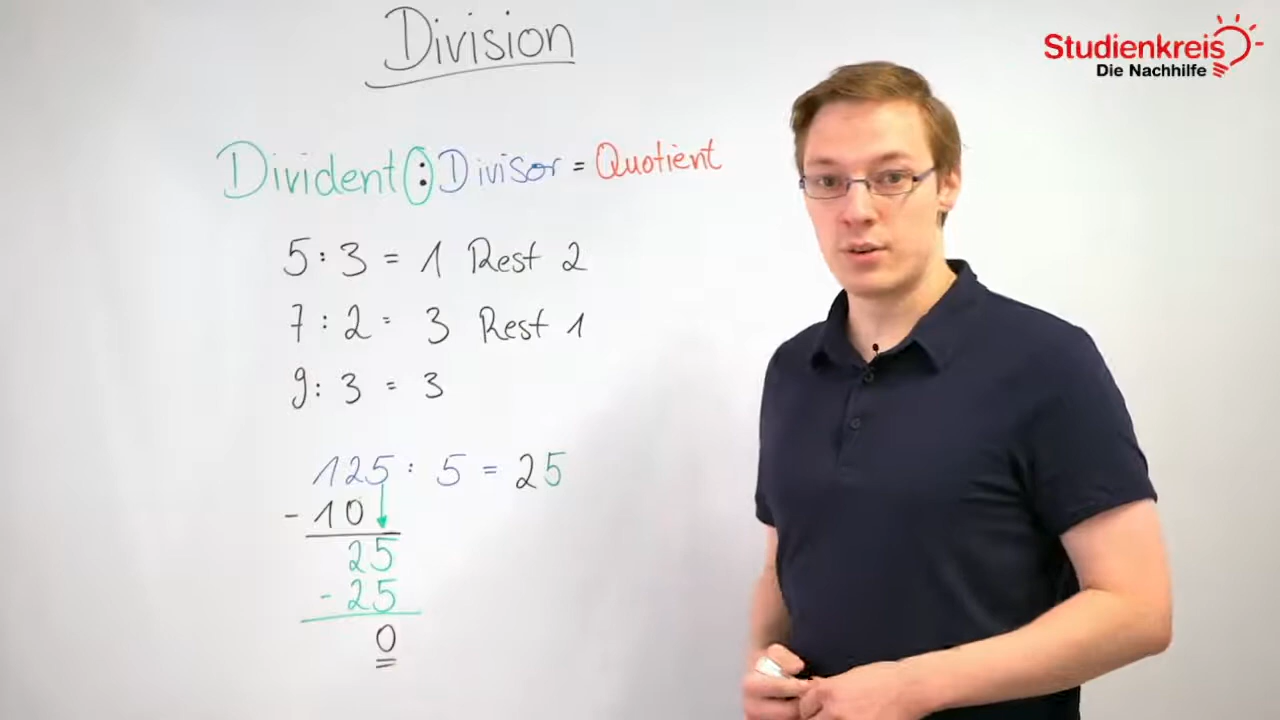 Division
Studienkreis
Die Nachhilfe
Divident : Divisor = Quotient
5 : 3 = 1 Rest 2
7 : 2 = 3 Rest 1
9 : 3 = 3
125 : 5 = 25
- 10
25
- 25
0